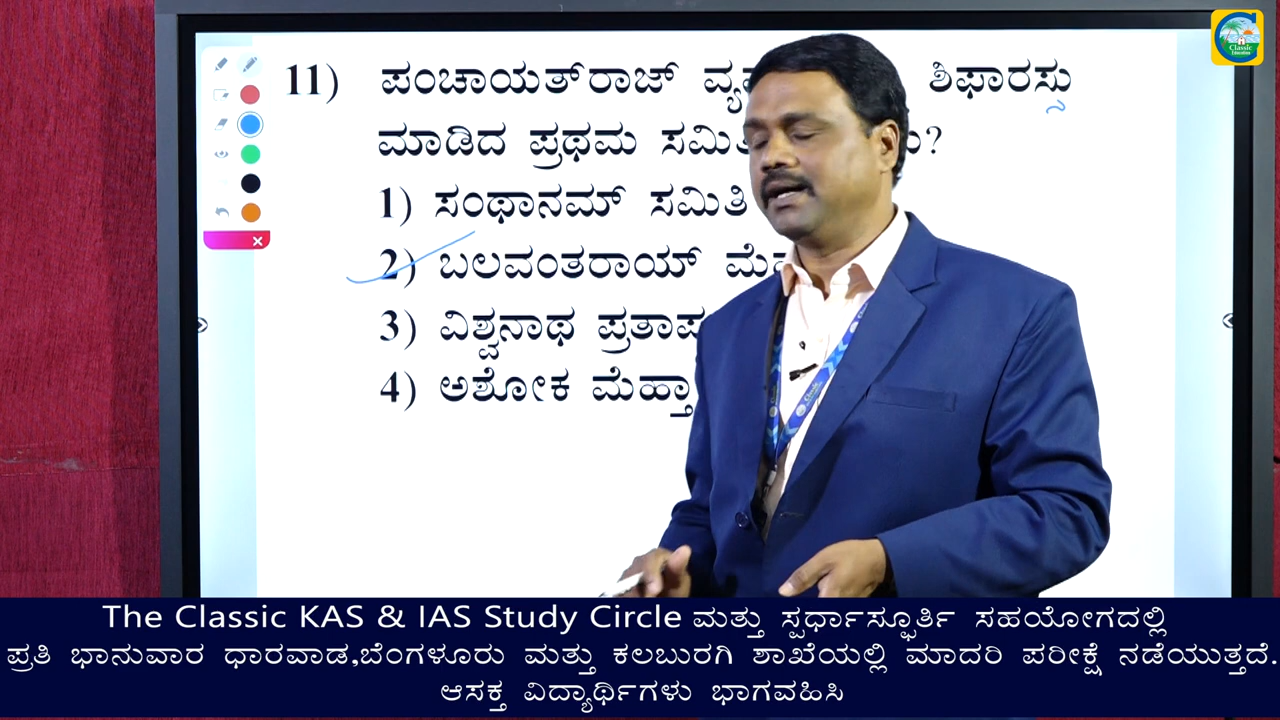 Classic
Education
11) ಪಂಚಾಯತ್‌ರಾಜ್ ಶಿಫಾರಸ್ಸು
ಮಾಡಿದ ಪ್ರಥಮ
1) ಸಂಥಾನಮ್ ಸಮಿತಿ
2) ಬಲವಂತರಾಯ್
3) ವಿಶ್ವನಾಥ
4) ಅಶೋಕ ಮೆಹ್ತಾ
The Classic KAS & IAS Study Circle ಮತ್ತು ಸ್ಪರ್ಧಾಸ್ಫೂರ್ತಿ ಸಹಯೋಗದಲ್ಲಿ
ಪ್ರತಿ ಭಾನುವಾರ ಧಾರವಾಡ,ಬೆಂಗಳೂರು ಮತ್ತು ಕಲಬುರಗಿ ಶಾಖೆಯಲ್ಲಿ ಮಾದರಿ ಪರೀಕ್ಷೆ ನಡೆಯುತ್ತದೆ.
ಆಸಕ್ತ ವಿದ್ಯಾರ್ಥಿಗಳು ಭಾಗವಹಿಸಿ